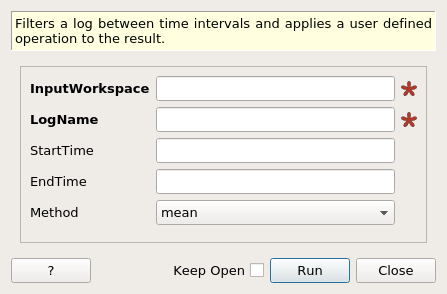 Filters a log between time intervals and applies a user defined
operation to the result.
InputWorkspace
LogName
StartTime
EndTime
Method mean
? Keep Open Run Close